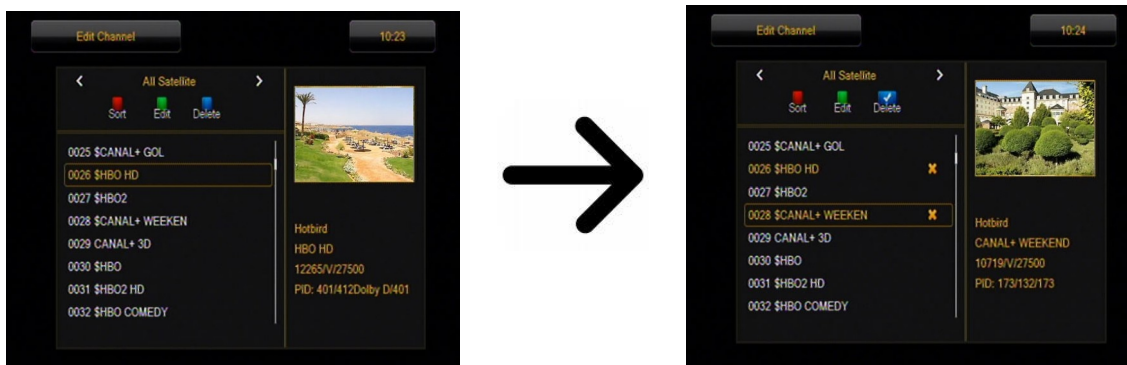 Edit Channel
10:23
All Satellite
Sort Edit Delete
0025 $CANAL+ GOL
0026 $HBO HD
0027 $HBO2
0028 $CANAL+ WEEKEN
0029 CANAL+ 3D
0030 $HBO
0031 $HBO2 HD
0032 $HBO COMEDY
Hotbird
HBO HD
12265/V/27500
PID: 401/412Dolby D/401
Edit Channel
10:24
All Satellite
Sort Edit Delete
0025 $CANAL+ GOL
0026 $HBO HD
0027 $HBO2
0028 $CANAL+ WEEKEN
0029 CANAL+ 3D
0030 $HBO
0031 $HBO2 HD
0032 $HBO COMEDY
Hotbird
CANAL+ WEEKEND
10719/V/27500
PID: 173/132/173